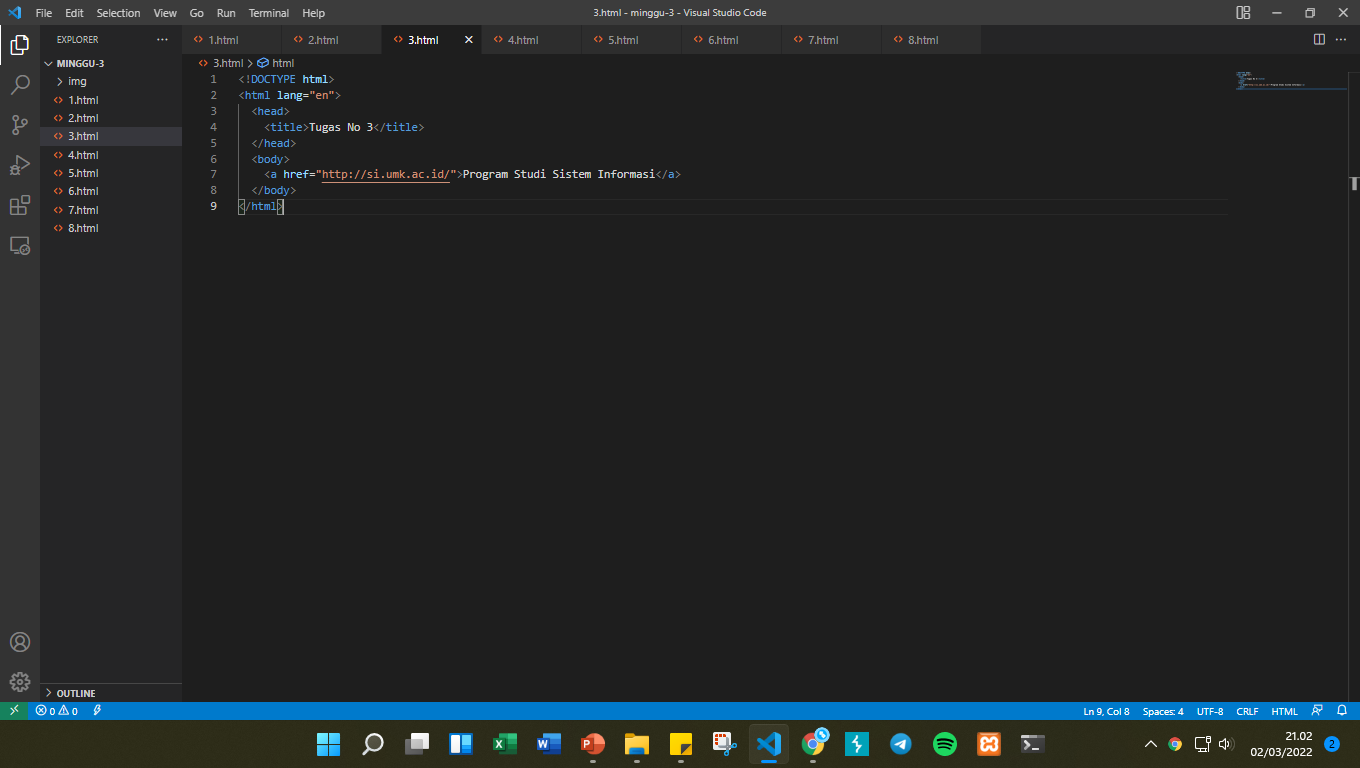 File Edit Selection View Go Run Terminal Help
3.html - minggu-3 - Visual Studio Code
EXPLORER
1.html 2.html 3.html 4.html 5.html 6.html 7.html 8.html
MINGGU-3
img
1.html
2.html
3.html
4.html
5.html
6.html
7.html
8.html
3.html > html
1 <!DOCTYPE html>
2 <html lang="en">
3 <head>
4 <title>Tugas No 3</title>
5 </head>
6 <body>
7 <a href="http://si.umk.ac.id/">Program Studi Sistem Informasi</a>
8 </body>
9 </html>
OUTLINE
0 0
Ln 9, Col 8 Spaces: 4 UTF-8 CRLF HTML
21.02
02/03/2022
2